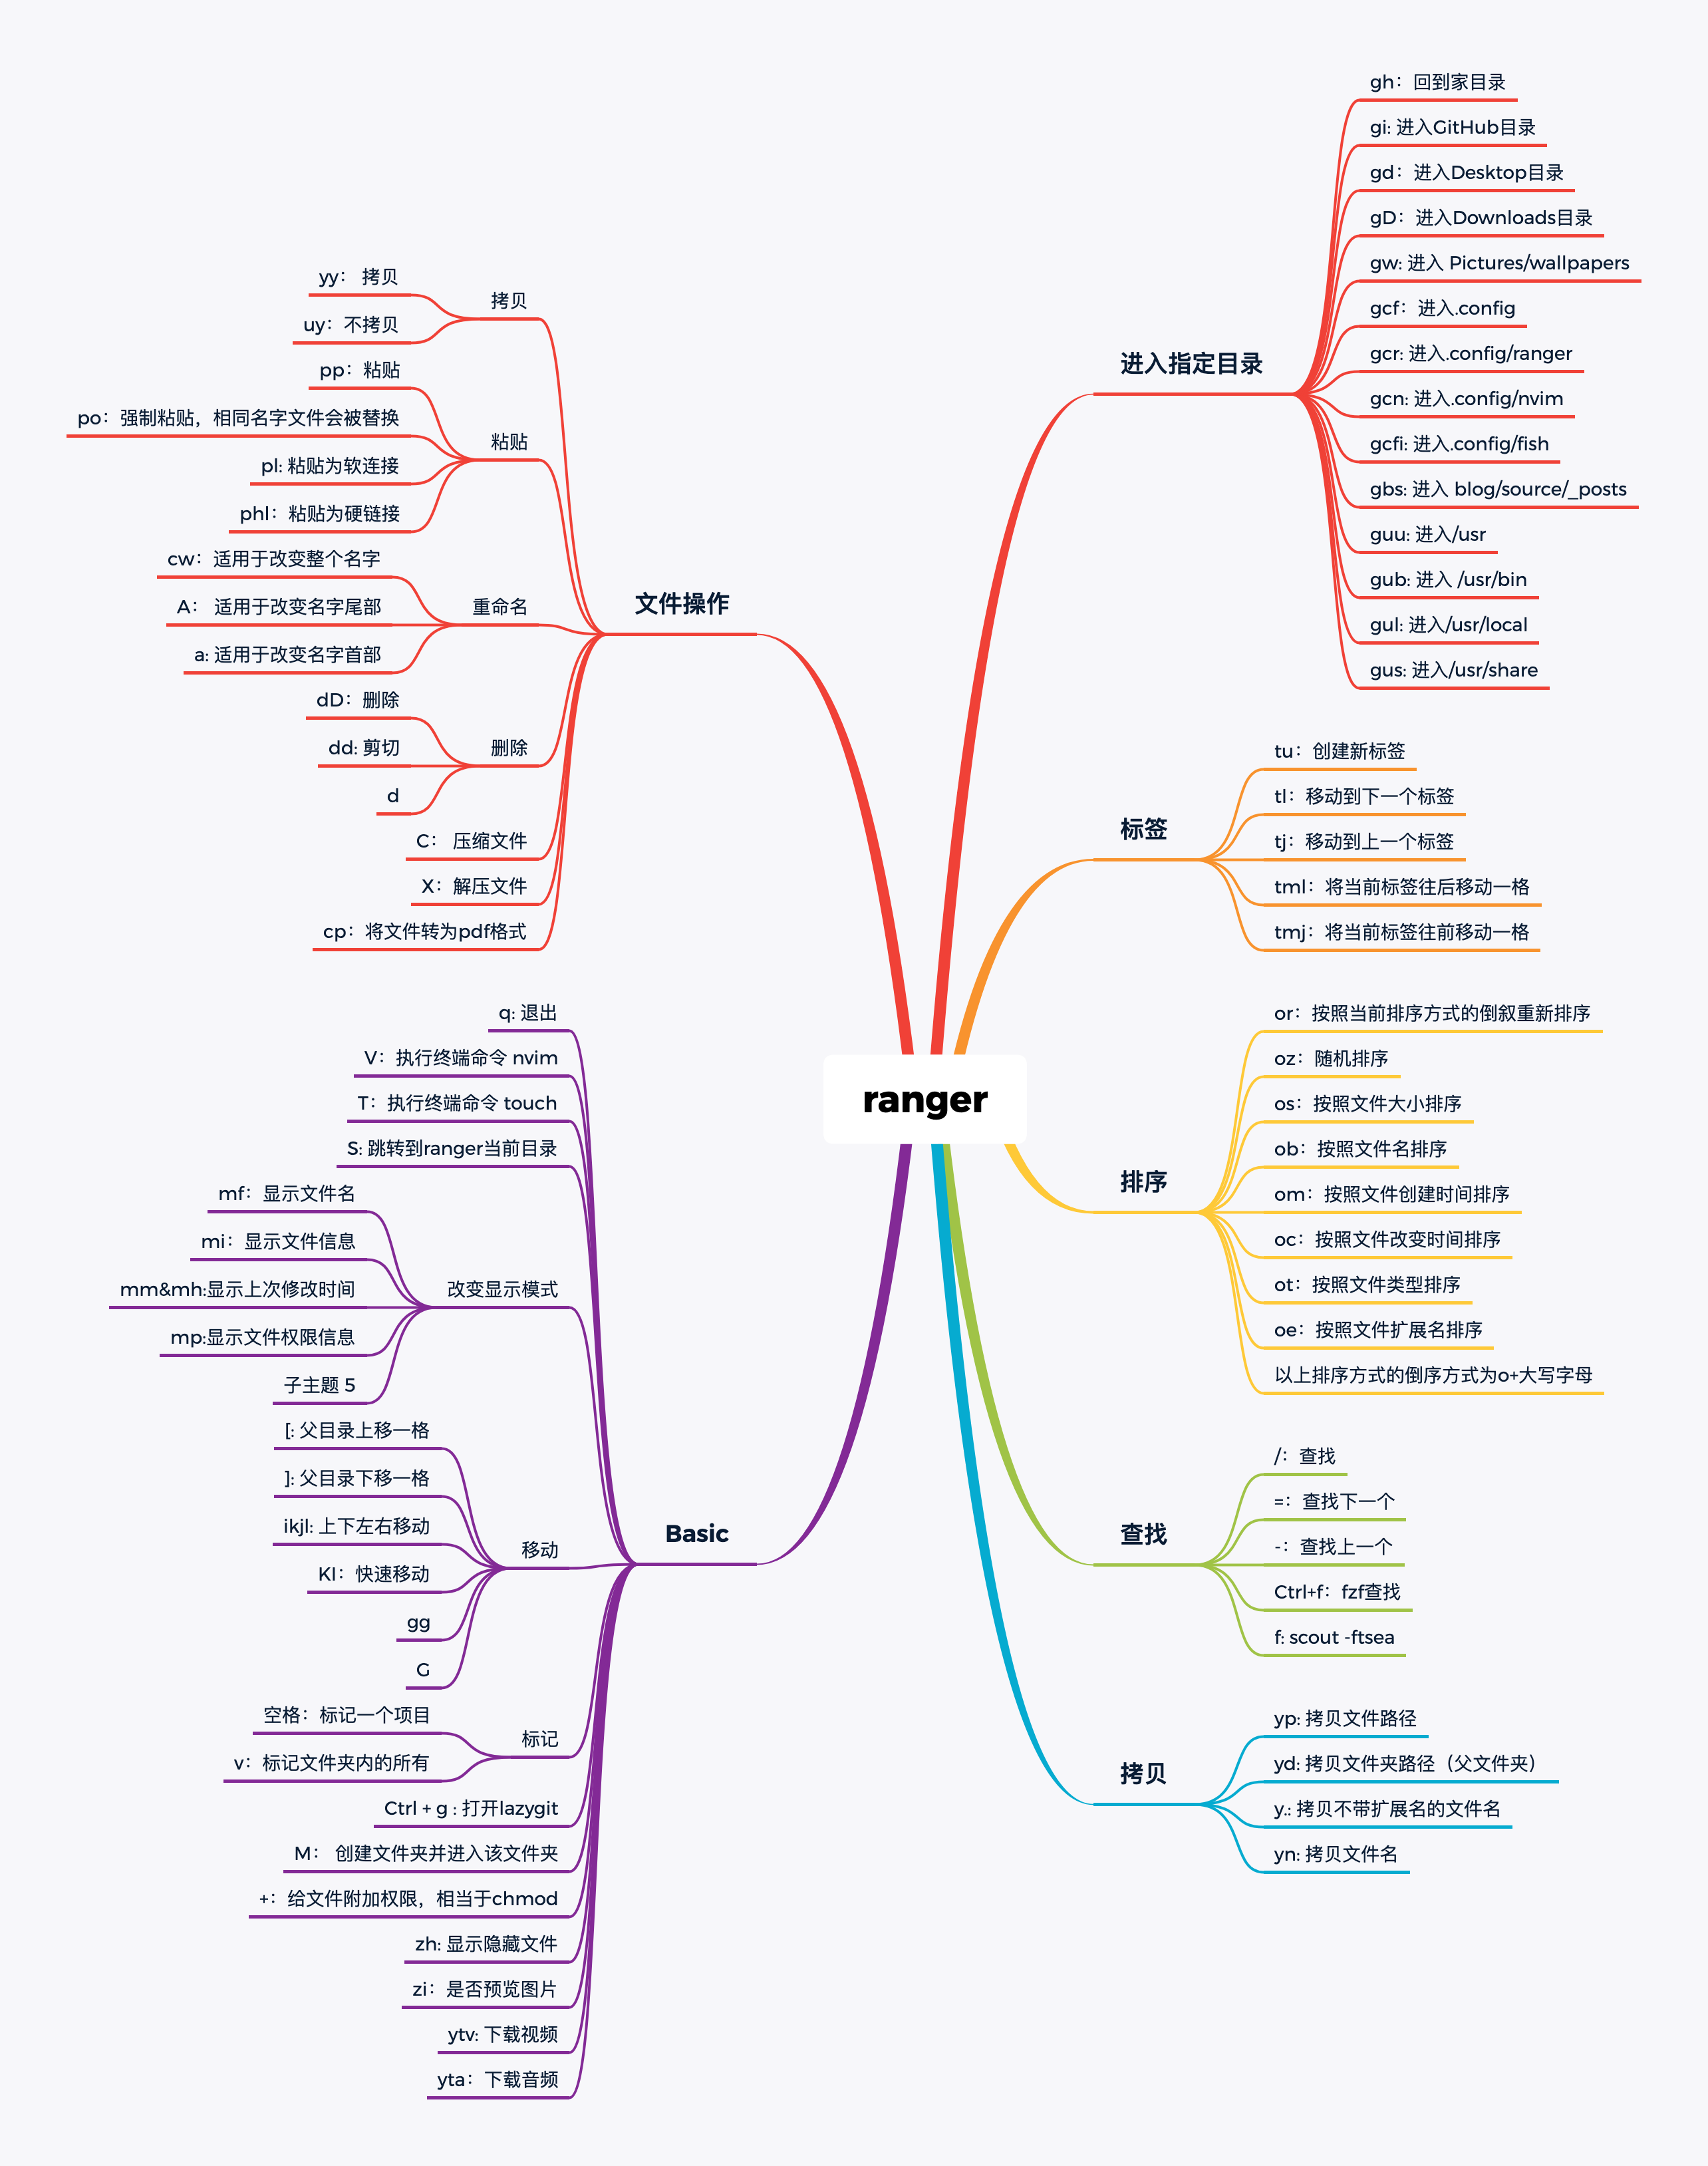 ranger
进入指定目录
gh：回到家目录
gi: 进入GitHub目录
gd：进入Desktop目录
gD：进入Downloads目录
gw: 进入 Pictures/wallpapers
gcf：进入.config
gcr: 进入.config/ranger
gcn: 进入.config/nvim
gcfi: 进入.config/fish
gbs: 进入 blog/source/_posts
guu: 进入/usr
gub: 进入 /usr/bin
gul: 进入/usr/local
gus: 进入/usr/share
标签
tu：创建新标签
tl：移动到下一个标签
tj：移动到上一个标签
tml：将当前标签往后移动一格
tmj：将当前标签往前移动一格
排序
or：按照当前排序方式的倒叙重新排序
oz：随机排序
os：按照文件大小排序
ob：按照文件名排序
om：按照文件创建时间排序
oc：按照文件改变时间排序
ot：按照文件类型排序
oe：按照文件扩展名排序
以上排序方式的倒序方式为o+大写字母
查找
/：查找
=：查找下一个
-：查找上一个
Ctrl+f：fzf查找
f: scout -ftsea
拷贝
yp: 拷贝文件路径
yd: 拷贝文件夹路径（父文件夹）
y.: 拷贝不带扩展名的文件名
yn: 拷贝文件名
文件操作
拷贝
yy： 拷贝
uy：不拷贝
粘贴
pp：粘贴
po：强制粘贴，相同名字文件会被替换
pl: 粘贴为软连接
phl：粘贴为硬链接
重命名
cw：适用于改变整个名字
A： 适用于改变名字尾部
a: 适用于改变名字首部
删除
dD：删除
dd: 剪切
d
C： 压缩文件
X：解压文件
cp：将文件转为pdf格式
Basic
q: 退出
V：执行终端命令 nvim
T：执行终端命令 touch
S: 跳转到ranger当前目录
改变显示模式
mf：显示文件名
mi：显示文件信息
mm&mh:显示上次修改时间
mp:显示文件权限信息
子主题 5
移动
[: 父目录上移一格
]: 父目录下移一格
ikjl: 上下左右移动
KI：快速移动
gg
G
标记
空格：标记一个项目
v：标记文件夹内的所有
Ctrl + g : 打开lazygit
M： 创建文件夹并进入该文件夹
+：给文件附加权限，相当于chmod
zh: 显示隐藏文件
zi：是否预览图片
ytv: 下载视频
yta：下载音频